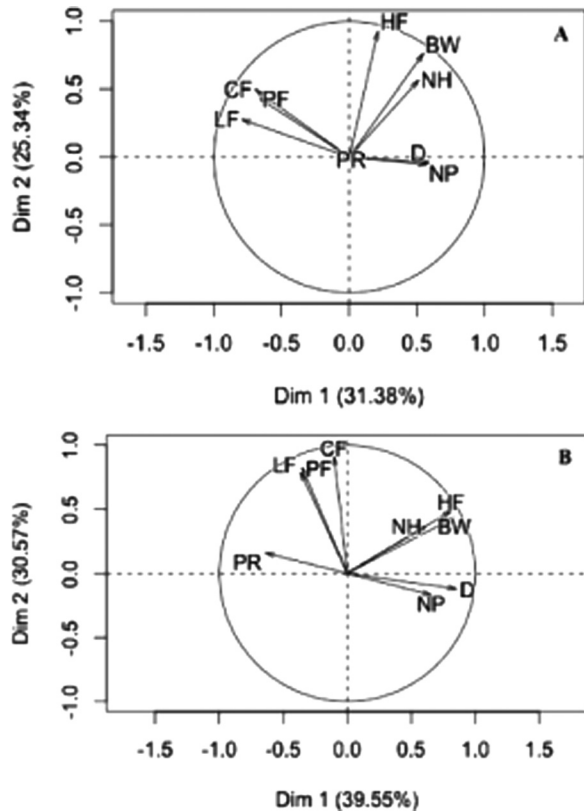 A
Dim 2 (25.34%)
1.0
0.5
0.0
-0.5
-1.0
HF
BW
NH
CF
PF
LF
PR
D
NP
-1.5 -1.0 -0.5 0.0 0.5 1.0 1.5
Dim 1 (31.38%)
B
Dim 2 (30.57%)
1.0
0.5
0.0
-0.5
-1.0
CF
LF PF
HF
NH BW
PR
D
NP
-1.5 -1.0 -0.5 0.0 0.5 1.0 1.5
Dim 1 (39.55%)